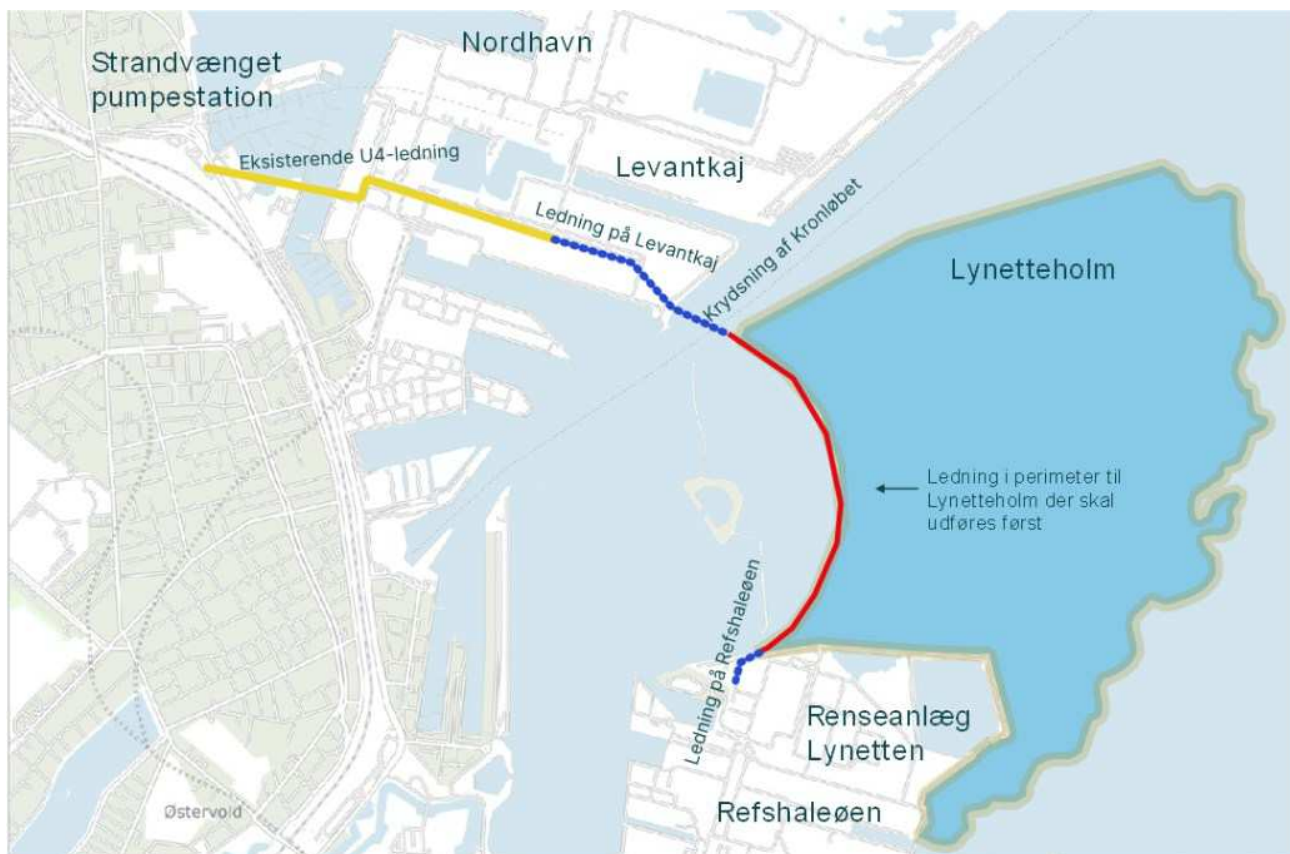 Nordhavn
Strandvænget
pumpestation
Eksisterende U4-ledning
Levantkaj
Ledning på Levantkaj
Krydsning af Kronløbet
Lynetteholm
Ledning i perimeter til
Lynetteholm der skal
udføres først
Ledning på Refshaleøen
Renseanlæg
Lynetten
Refshaleøen
Østervold